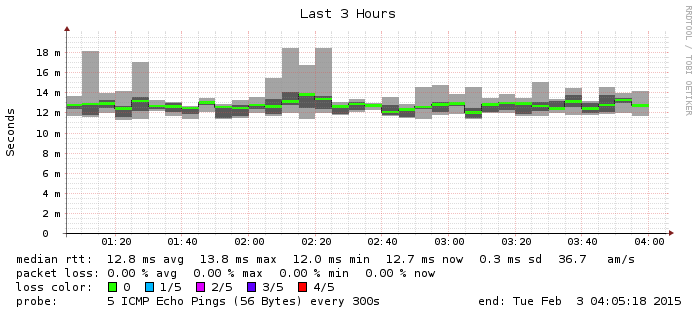 Last 3 Hours
RRDTOOL / TOBI OETIKER
Seconds
18 m
16 m
14 m
12 m
10 m
8 m
6 m
4 m
2 m
0
01:20 01:40 02:00 02:20 02:40 03:00 03:20 03:40 04:00
median rtt: 12.8 ms avg 13.8 ms max 12.0 ms min 12.7 ms now 0.3 ms sd 36.7 am/s
packet loss: 0.00 % avg 0.00 % max 0.00 % min 0.00 % now
loss color: 0 1/5 2/5 3/5 4/5
probe: 5 ICMP Echo Pings (56 Bytes) every 300s end: Tue Feb 3 04:05:18 2015